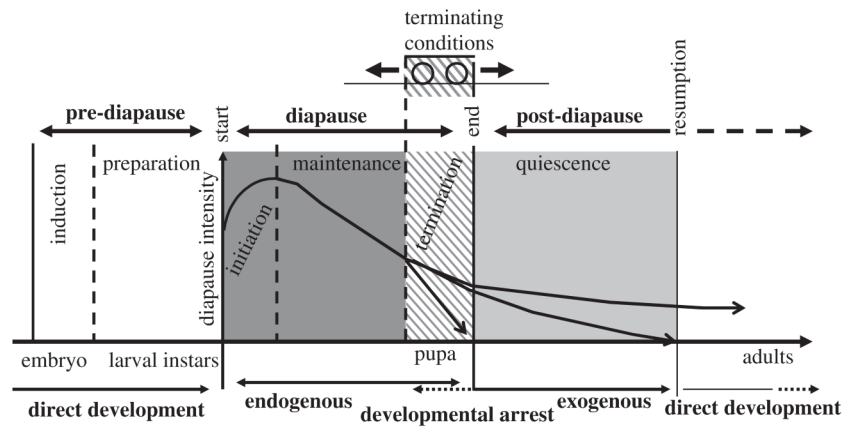 terminating
conditions
pre-diapause
start
diapause
end
post-diapause
resumption
induction
preparation
diapause intensity
initiation
maintenance
termination
quiescence
embryo
larval instars
pupa
adults
direct development
endogenous
developmental arrest
exogenous
direct development